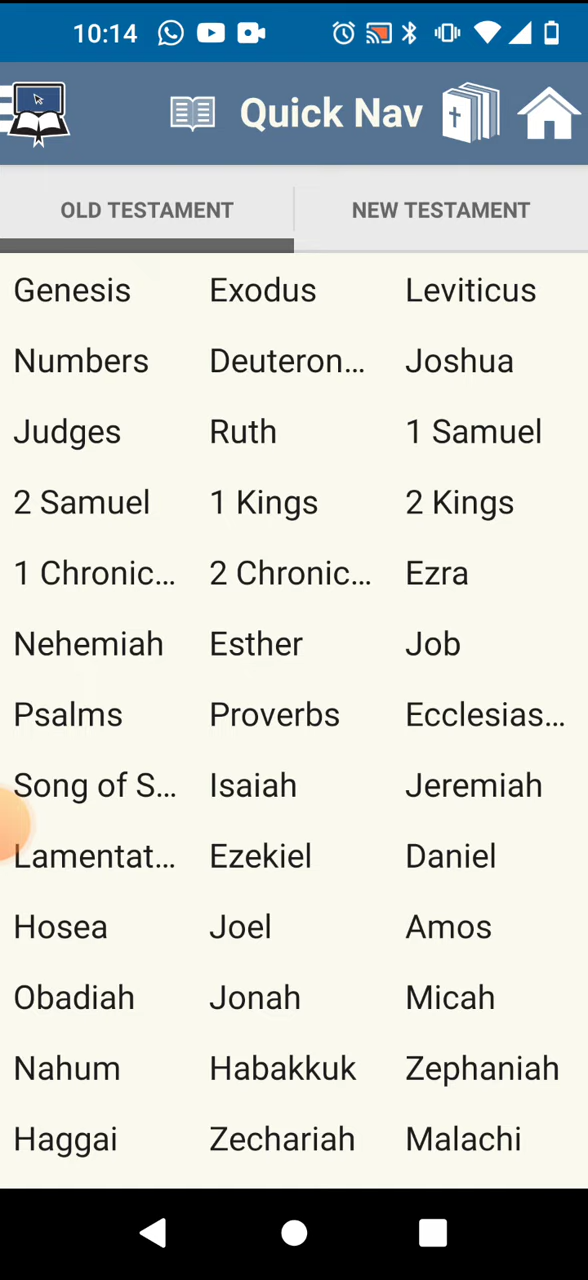 10:14
Quick Nav
OLD TESTAMENT NEW TESTAMENT
Genesis Exodus Leviticus
Numbers Deuteron... Joshua
Judges Ruth 1 Samuel
2 Samuel 1 Kings 2 Kings
1 Chronic... 2 Chronic... Ezra
Nehemiah Esther Job
Psalms Proverbs Ecclesias...
Song of S... Isaiah Jeremiah
Lamentat... Ezekiel Daniel
Hosea Joel Amos
Obadiah Jonah Micah
Nahum Habakkuk Zephaniah
Haggai Zechariah Malachi